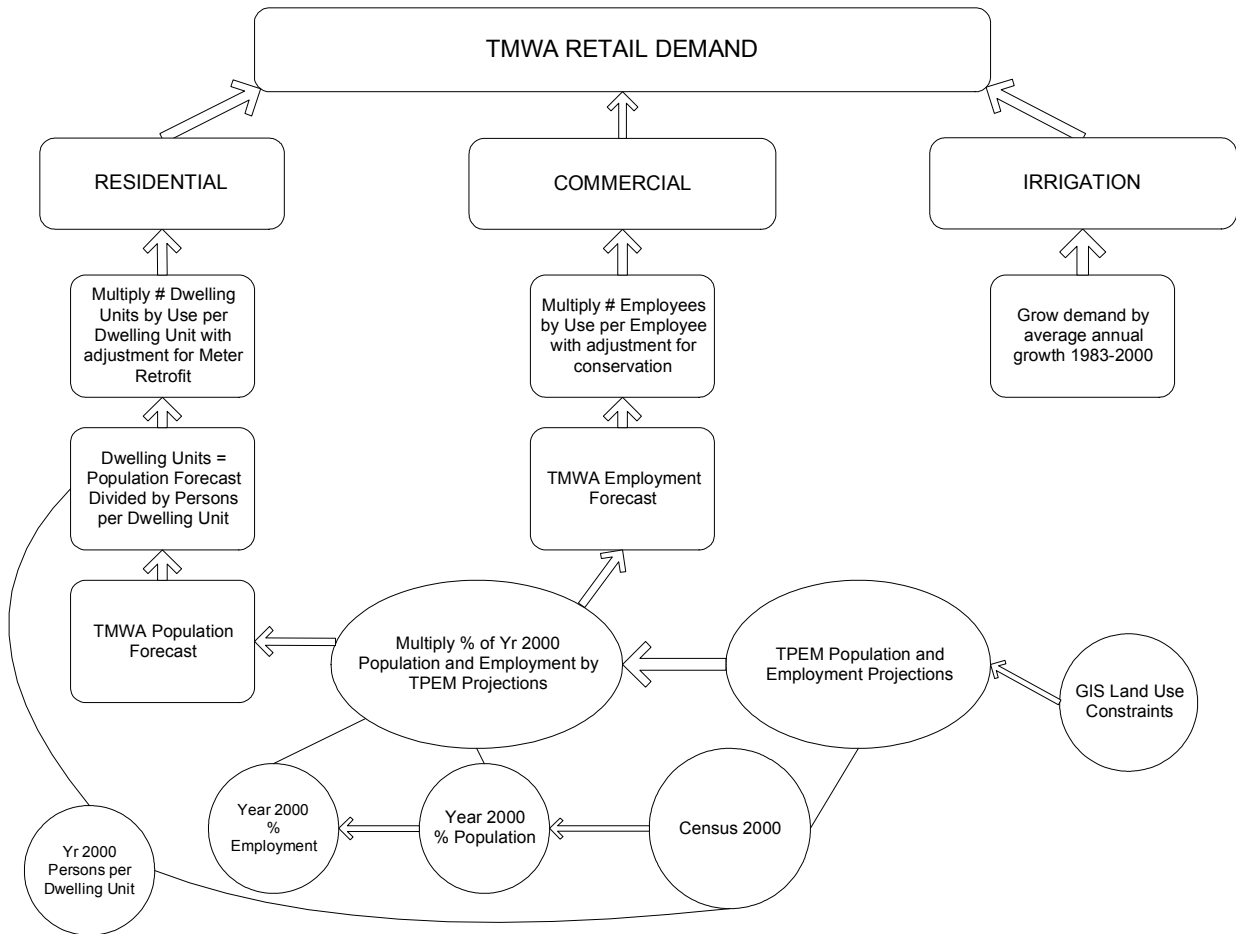 TMWA RETAIL DEMAND
RESIDENTIAL
COMMERCIAL
IRRIGATION
Multiply # Dwelling
Units by Use per
Dwelling Unit with
adjustment for Meter
Retrofit
Multiply # Employees
by Use per Employee
with adjustment for
conservation
Grow demand by
average annual
growth 1983-2000
Dwelling Units =
Population Forecast
Divided by Persons
per Dwelling Unit
TMWA Employment
Forecast
TMWA Population
Forecast
Multiply % of Yr 2000
Population and Employment by
TPEM Projections
TPEM Population and
Employment Projections
GIS Land Use
Constraints
Year 2000
%
Employment
Year 2000
% Population
Census 2000
Yr 2000
Persons per
Dwelling Unit